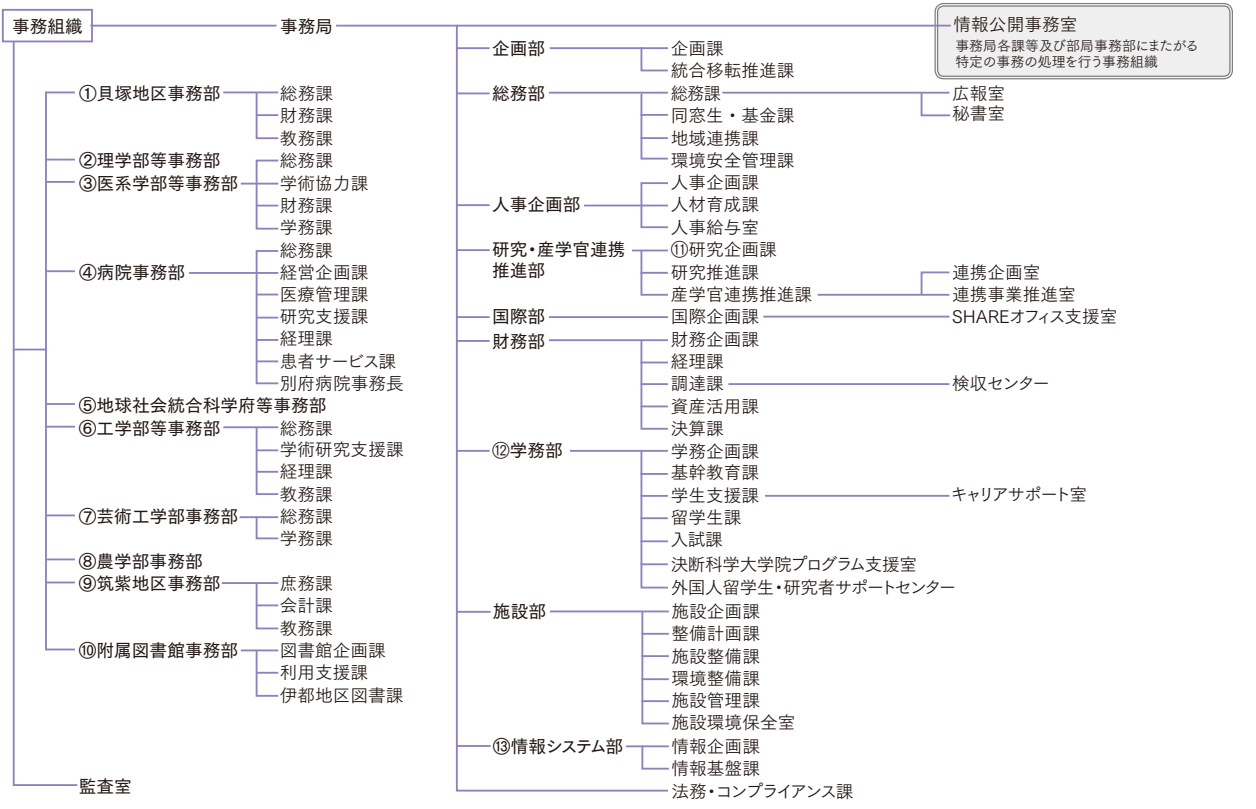 事務組織
事務局
情報公開事務室
事務局各課等及び部局事務部にまたがる
特定の事務の処理を行う事務組織
①貝塚地区事務部
総務課
財務課
教務課
②理学部等事務部
③医系学部等事務部
総務課
学術協力課
財務課
学務課
④病院事務部
総務課
経営企画課
医療管理課
研究支援課
経理課
患者サービス課
別府病院事務長
⑤地球社会統合科学府等事務部
⑥工学部等事務部
総務課
学術研究支援課
経理課
教務課
⑦芸術工学部事務部
総務課
学務課
⑧農学部事務部
⑨筑紫地区事務部
庶務課
会計課
教務課
⑩附属図書館事務部
図書館企画課
利用支援課
伊都地区図書課
監査室
企画部
企画課
統合移転推進課
総務部
総務課
広報室
秘書室
同窓生・基金課
地域連携課
環境安全管理課
人事企画部
人事企画課
人材育成課
人事給与室
研究・産学官連携
推進部
⑪研究企画課
研究推進課
産学官連携推進課
連携企画室
連携事業推進室
国際部
国際企画課
SHAREオフィス支援室
財務部
財務企画課
経理課
調達課
検収センター
資産活用課
決算課
⑫学務部
学務企画課
基幹教育課
学生支援課
キャリアサポート室
留学生課
入試課
決断科学大学院プログラム支援室
外国人留学生・研究者サポートセンター
施設部
施設企画課
整備計画課
施設整備課
環境整備課
施設管理課
施設環境保全室
⑬情報システム部
情報企画課
情報基盤課
法務・コンプライアンス課